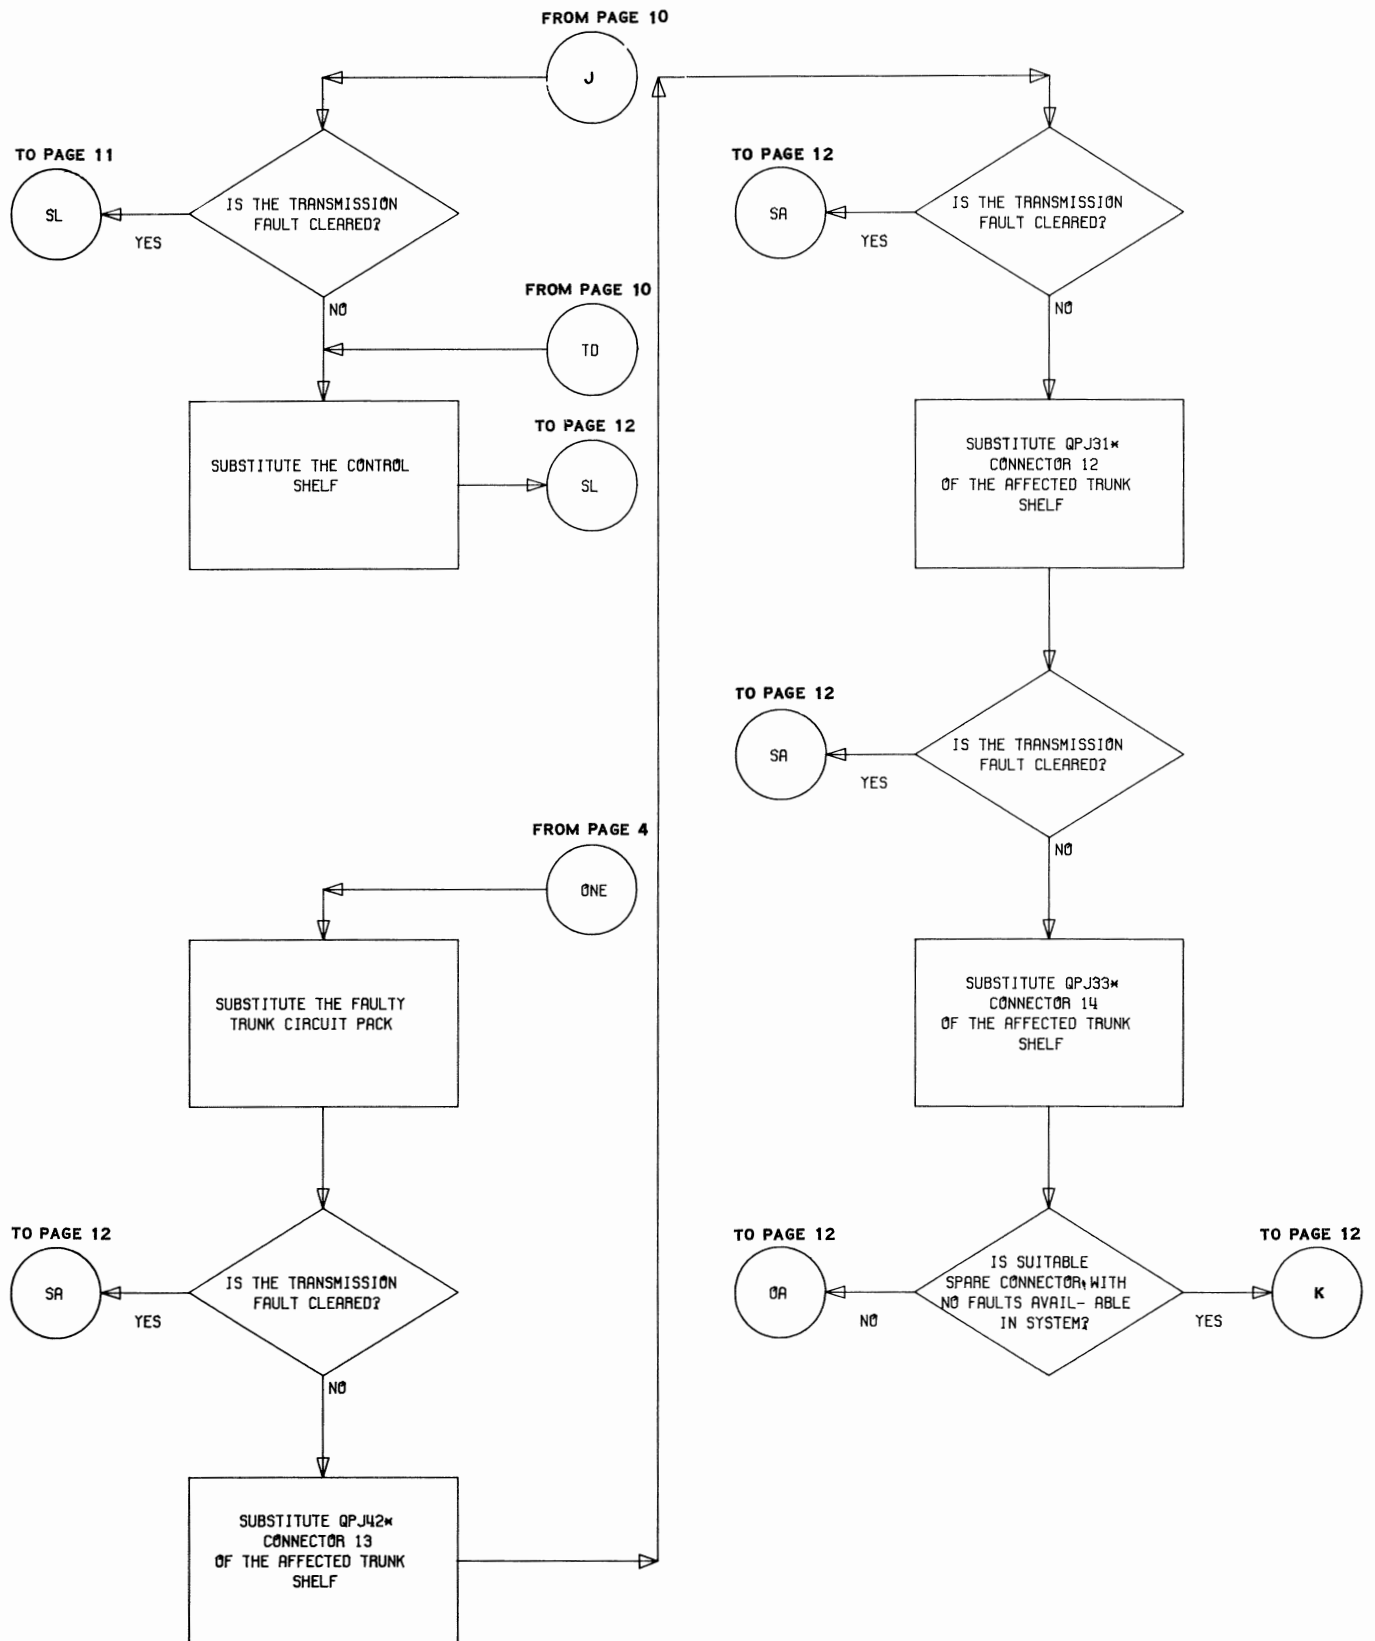 FROM PAGE 10
J
TO PAGE 11
SL
YES
IS THE TRANSMISSION
FAULT CLEARED?
NO
FROM PAGE 10
TD
SUBSTITUTE THE CONTROL
SHELF
TO PAGE 12
SL
FROM PAGE 4
ONE
SUBSTITUTE THE FAULTY
TRUNK CIRCUIT PACK
TO PAGE 12
SA
YES
IS THE TRANSMISSION
FAULT CLEARED?
NO
SUBSTITUTE QPJ42*
CONNECTOR 13
OF THE AFFECTED TRUNK
SHELF
TO PAGE 12
SA
YES
IS THE TRANSMISSION
FAULT CLEARED?
NO
SUBSTITUTE QPJ31*
CONNECTOR 12
OF THE AFFECTED TRUNK
SHELF
TO PAGE 12
SA
YES
IS THE TRANSMISSION
FAULT CLEARED?
NO
SUBSTITUTE QPJ33*
CONNECTOR 14
OF THE AFFECTED TRUNK
SHELF
TO PAGE 12
OA
NO
IS SUITABLE
SPARE CONNECTOR, WITH
NO FAULTS AVAIL- ABLE
IN SYSTEM?
YES
TO PAGE 12
K